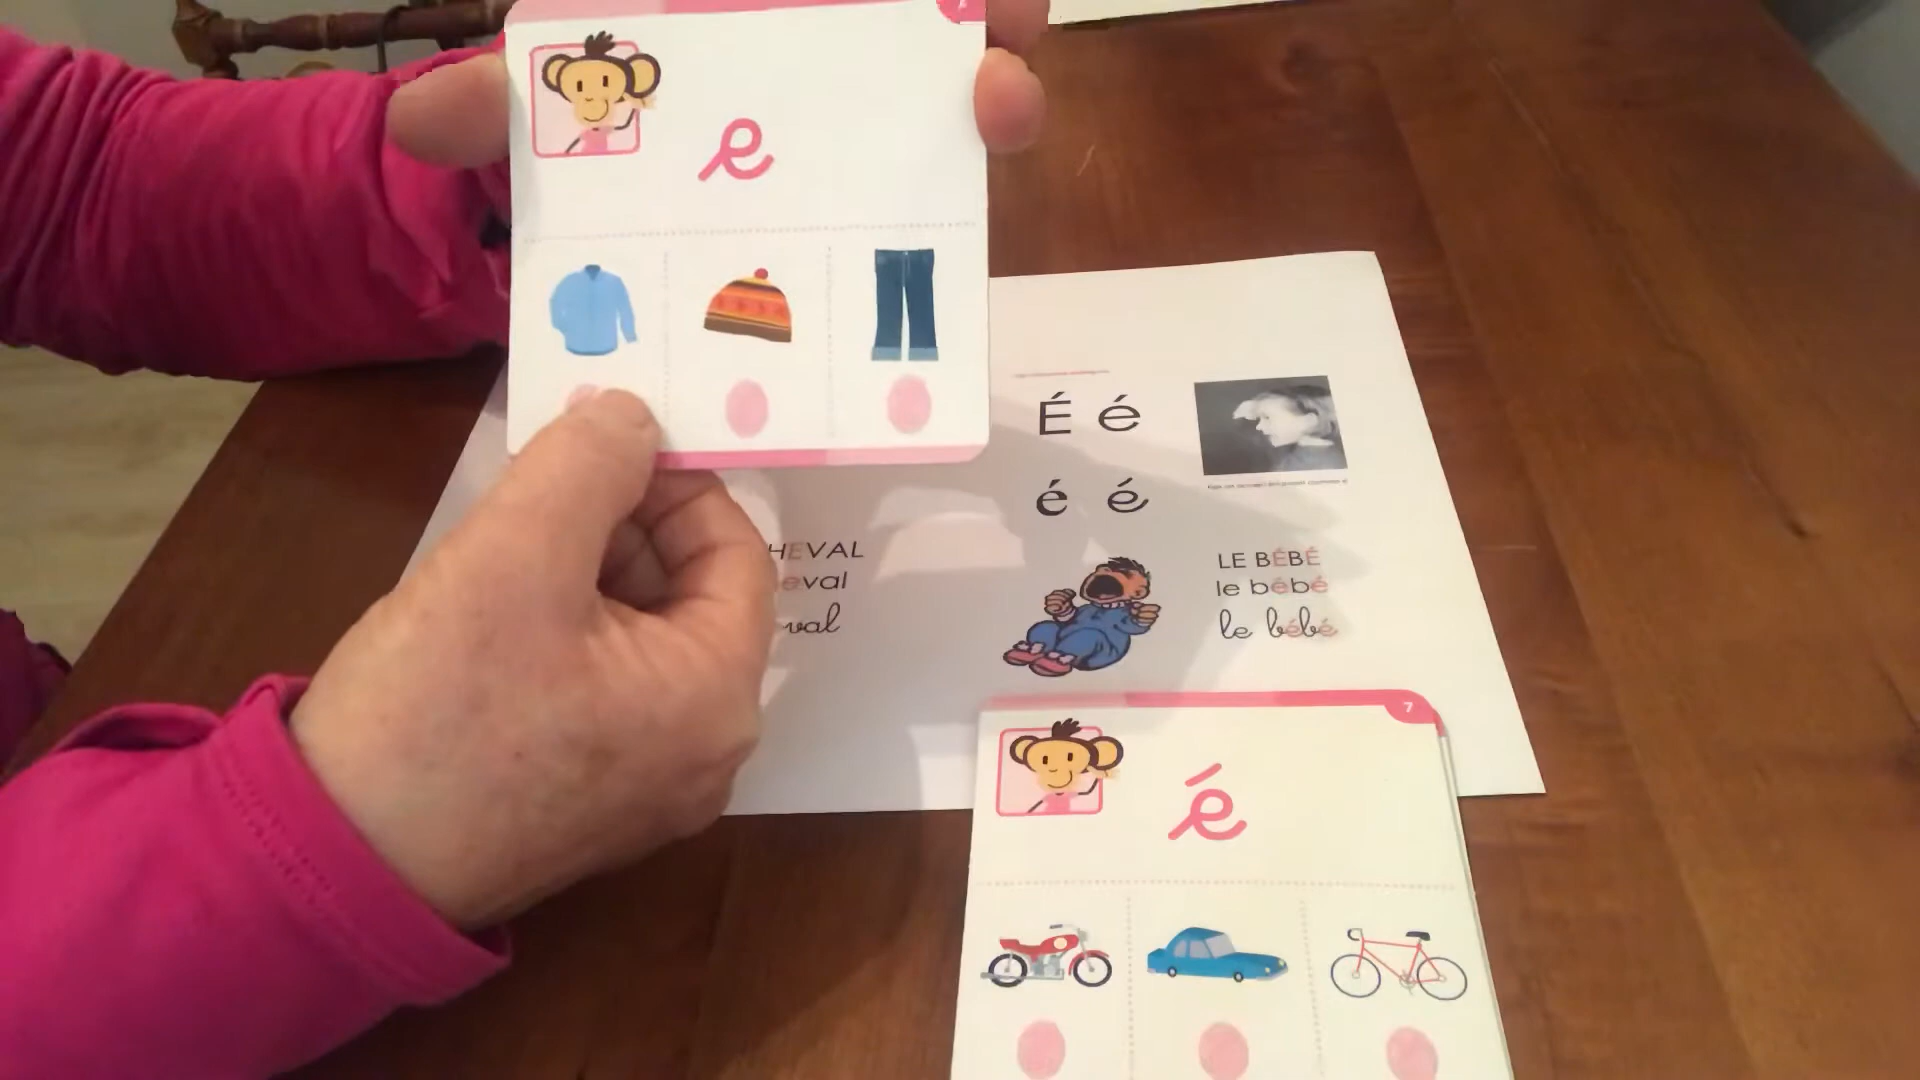 e
É é
é é
HEVAL
eval
val
LE BÉBÉ
le bébé
le bébé
7
é